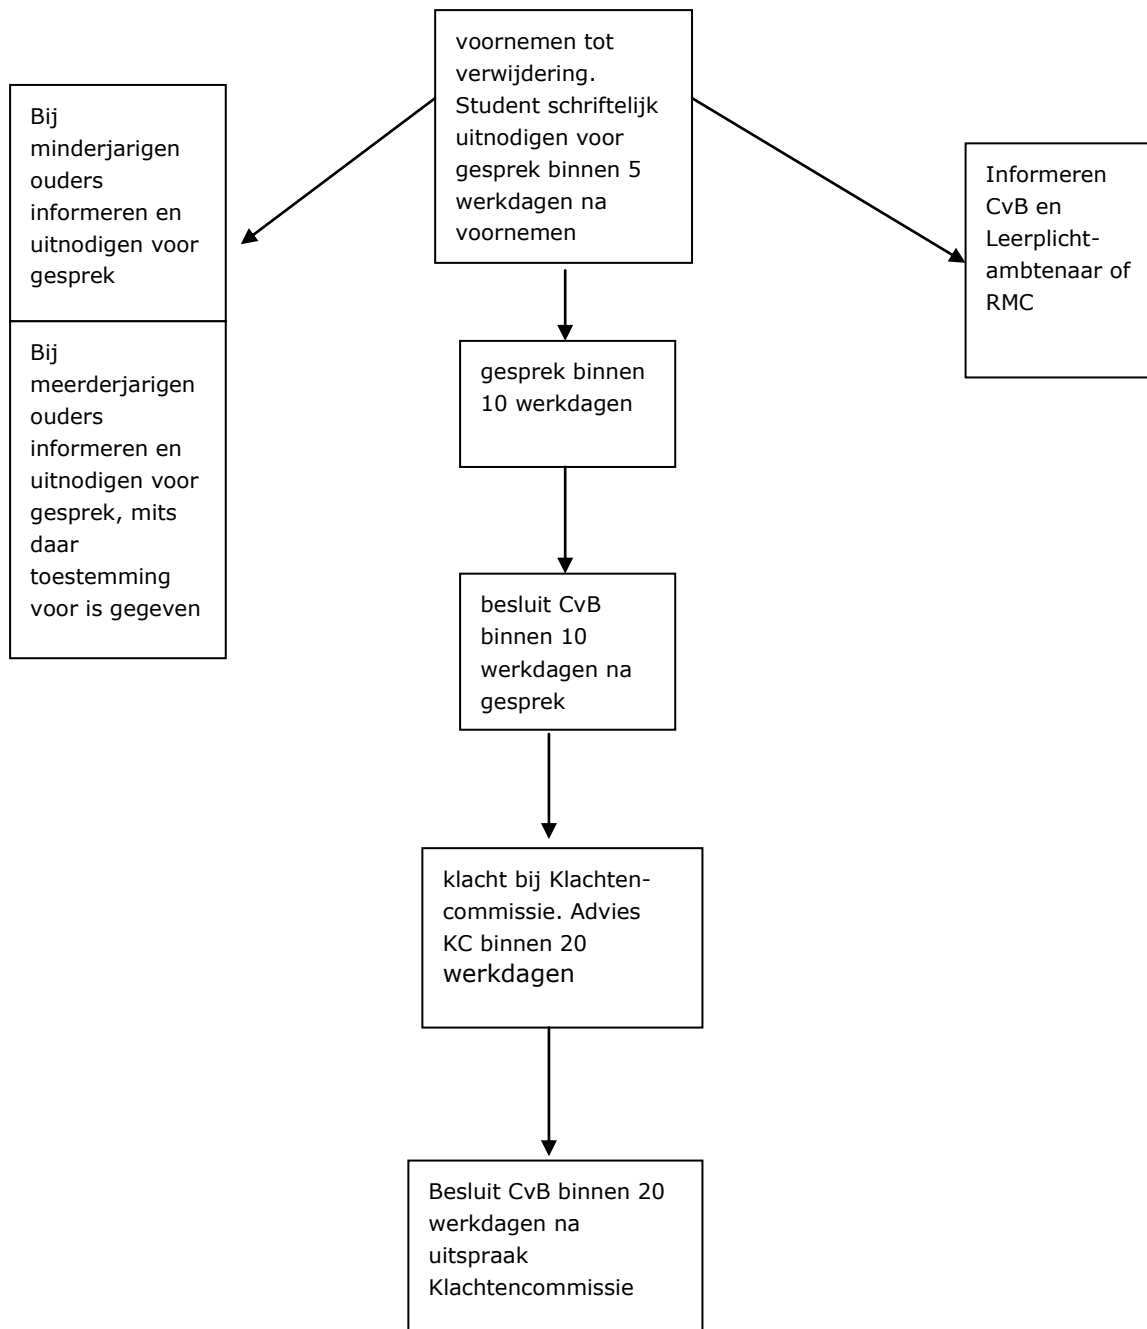 voornemen tot
verwijdering.
Student schriftelijk
uitnodigen voor
gesprek binnen 5
werkdagen na
voornemen
Bij
minderjarigen
ouders
informeren en
uitnodigen voor
gesprek
Bij
meerderjarigen
ouders
informeren en
uitnodigen voor
gesprek, mits
daar
toestemming
voor is gegeven
Informeren
CvB en
Leerplicht-
ambtenaar of
RMC
gesprek binnen
10 werkdagen
besluit CvB
binnen 10
werkdagen na
gesprek
klacht bij Klachten-
commissie. Advies
KC binnen 20
werkdagen
Besluit CvB binnen 20
werkdagen na
uitspraak
Klachtencommissie